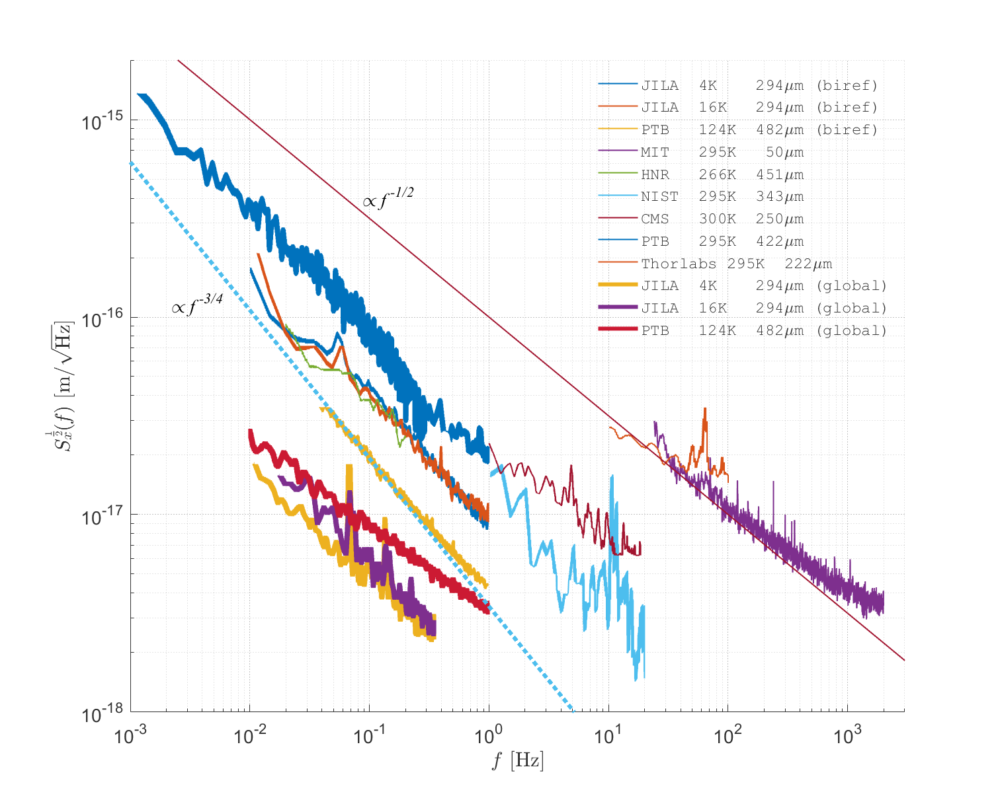 JILA 4K 294μm (biref)
JILA 16K 294μm (biref)
PTB 124K 482μm (biref)
MIT 295K 50μm
HNR 266K 451μm
NIST 295K 343μm
CMS 300K 250μm
PTB 295K 422μm
Thorlabs 295K 222μm
JILA 4K 294μm (global)
JILA 16K 294μm (global)
PTB 124K 482μm (global)
∝f^-1/2
∝f^-3/4
10^-15
10^-16
10^-17
10^-18
S_x^{1/2}(f) [m/√Hz]
10^-3 10^-2 10^-1 10^0 10^1 10^2 10^3
f [Hz]